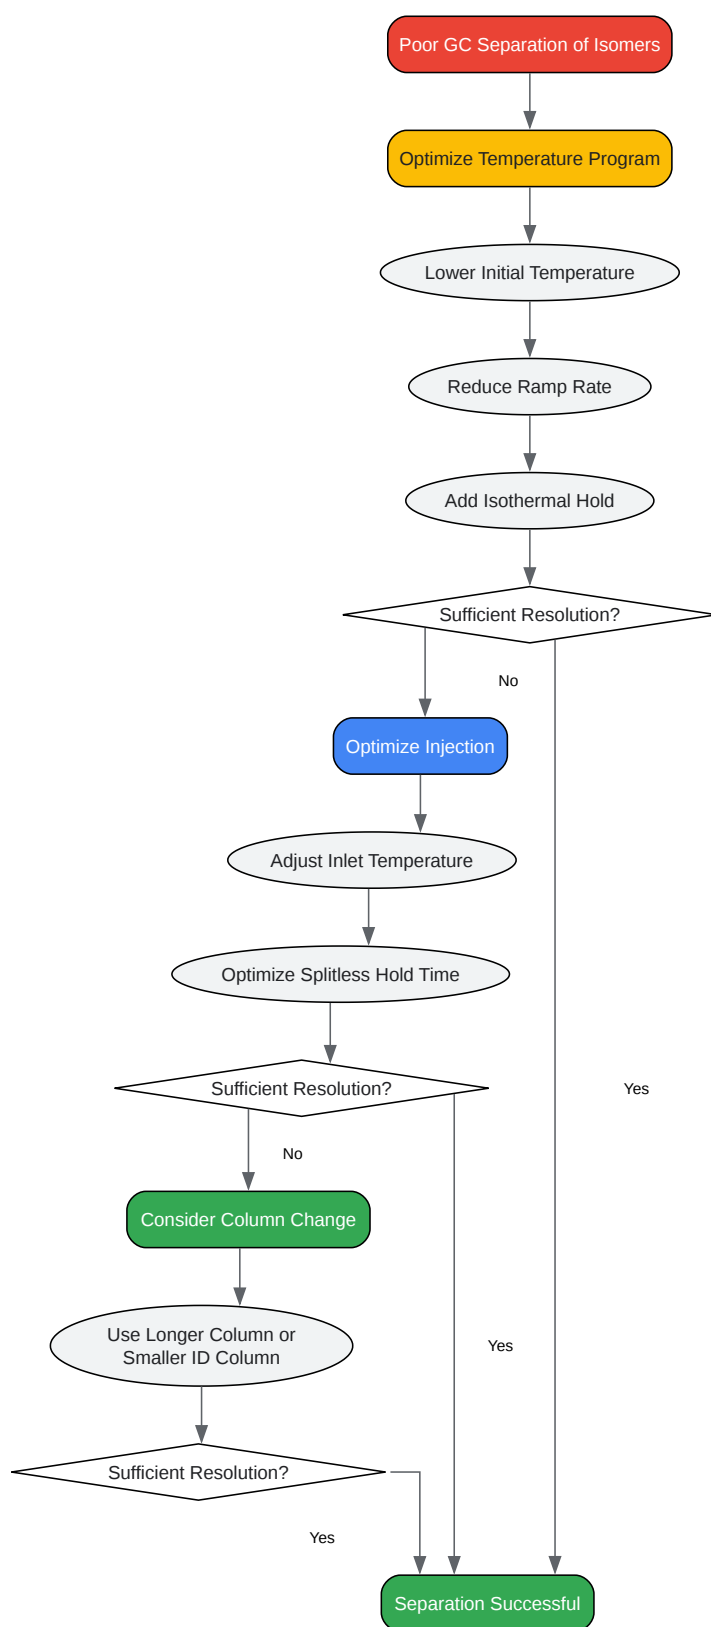 Poor GC Separation of Isomers
Optimize Temperature Program
Lower Initial Temperature
Reduce Ramp Rate
Add Isothermal Hold
Sufficient Resolution?
No
Optimize Injection
Adjust Inlet Temperature
Optimize Splitless Hold Time
Sufficient Resolution?
Yes
No
Consider Column Change
Use Longer Column or
Smaller ID Column
Yes
Sufficient Resolution?
Yes
Separation Successful